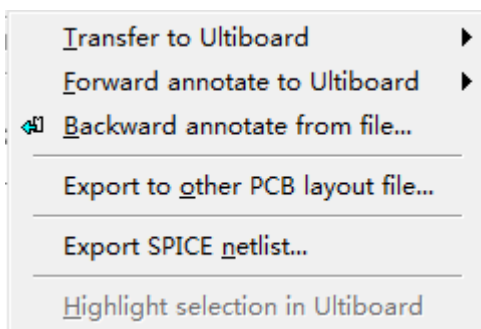 Transfer to Ultiboard
Forward annotate to Ultiboard
Backward annotate from file...
Export to other PCB layout file...
Export SPICE netlist...
Highlight selection in Ultiboard